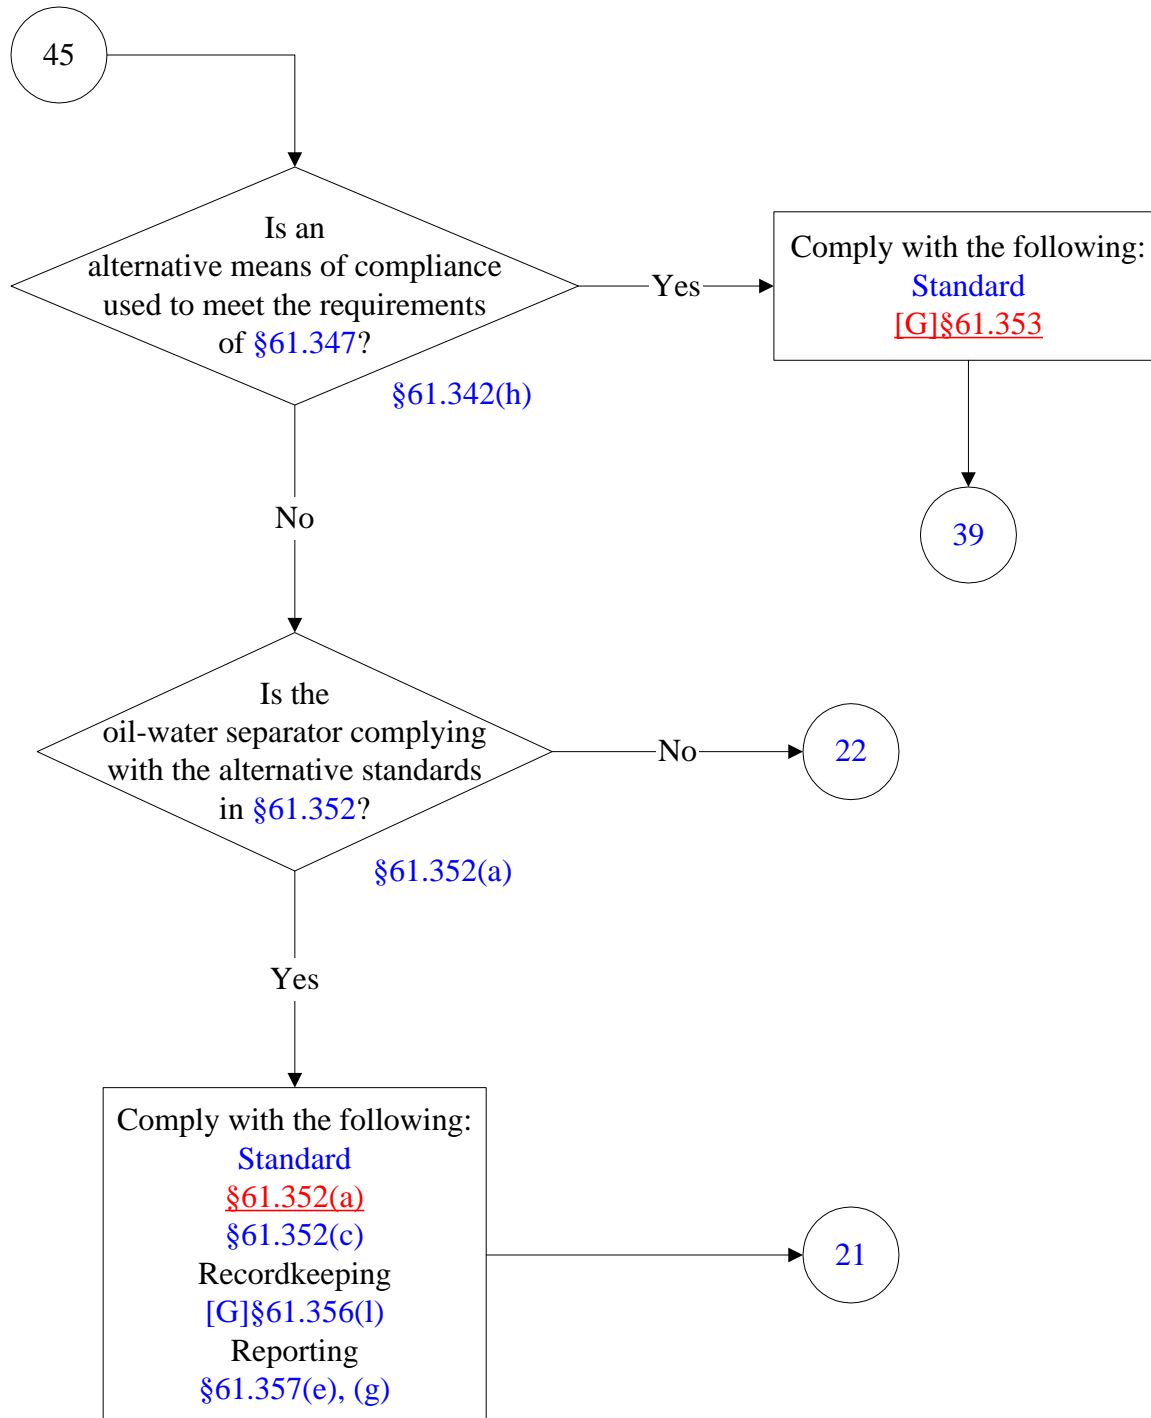 45
Is an
alternative means of compliance
used to meet the requirements
of §61.347?
§61.342(h)
Yes
Comply with the following:
Standard
[G]§61.353
39
No
Is the
oil-water separator complying
with the alternative standards
in §61.352?
§61.352(a)
No
22
Yes
Comply with the following:
Standard
§61.352(a)
§61.352(c)
Recordkeeping
[G]§61.356(l)
Reporting
§61.357(e), (g)
21